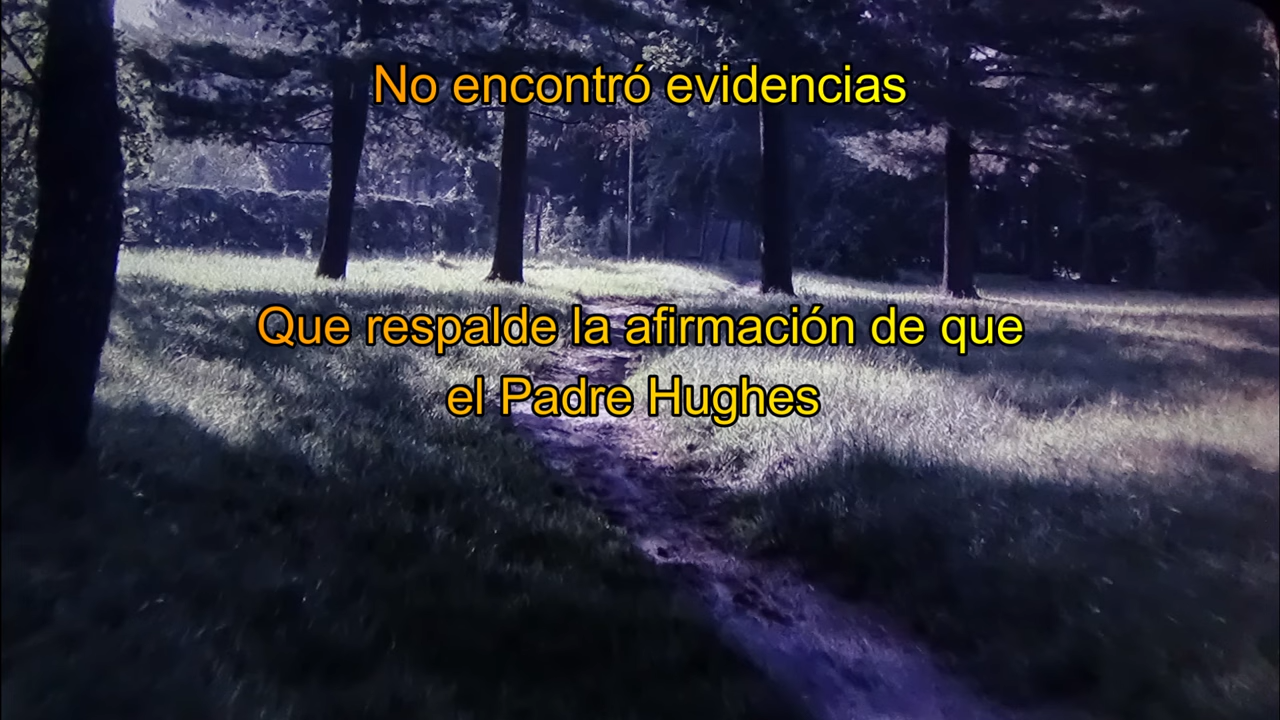 No encontró evidencias
Que respalde la afirmación de que
el Padre Hughes